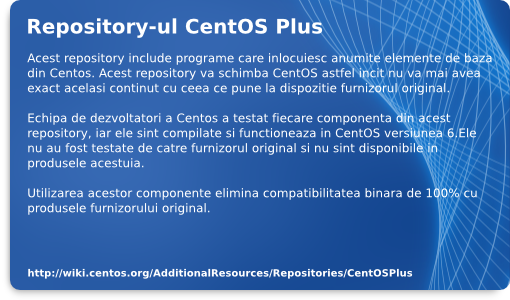 Repository-ul CentOS Plus
Acest repository include programe care inlocuiesc anumite elemente de baza
din Centos. Acest repository va schimba CentOS astfel incit nu va mai avea
exact acelasi continut cu ceea ce pune la dispozitie furnizorul original.
Echipa de dezvoltatori a Centos a testat fiecare componenta din acest
repository, iar ele sint compilate si functioneaza in CentOS versiunea 6.Ele
nu au fost testate de catre furnizorul original si nu sint disponibile in
produsele acestuia.
Utilizarea acestor componente elimina compatibilitatea binara de 100% cu
produsele furnizorului original.
http://wiki.centos.org/AdditionalResources/Repositories/CentOSPlus